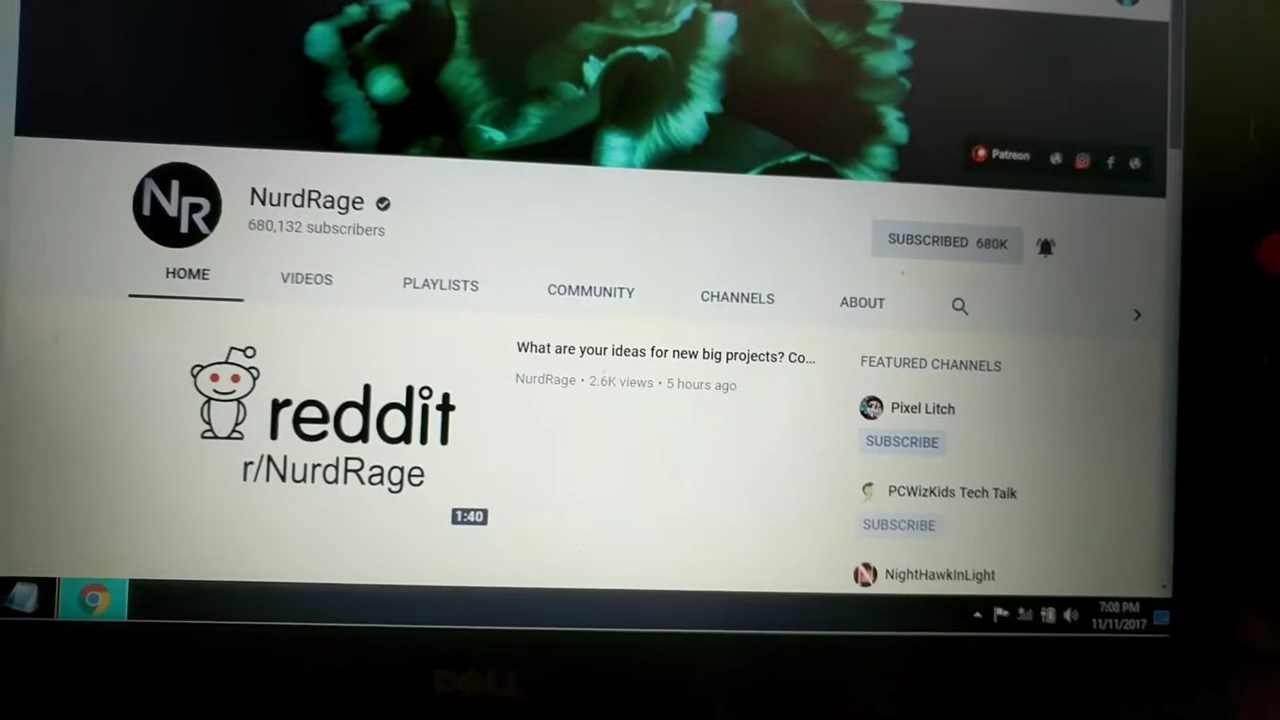 Patreon
NR
NurdRage
680,132 subscribers
SUBSCRIBED 680K
HOME VIDEOS PLAYLISTS COMMUNITY CHANNELS ABOUT
reddit
r/NurdRage
1:40
What are your ideas for new big projects? Co...
NurdRage • 2.6K views • 5 hours ago
FEATURED CHANNELS
Pixel Litch
SUBSCRIBE
PCWizKids Tech Talk
SUBSCRIBE
NightHawkInLight
7:08 PM
11/11/2017
DELL